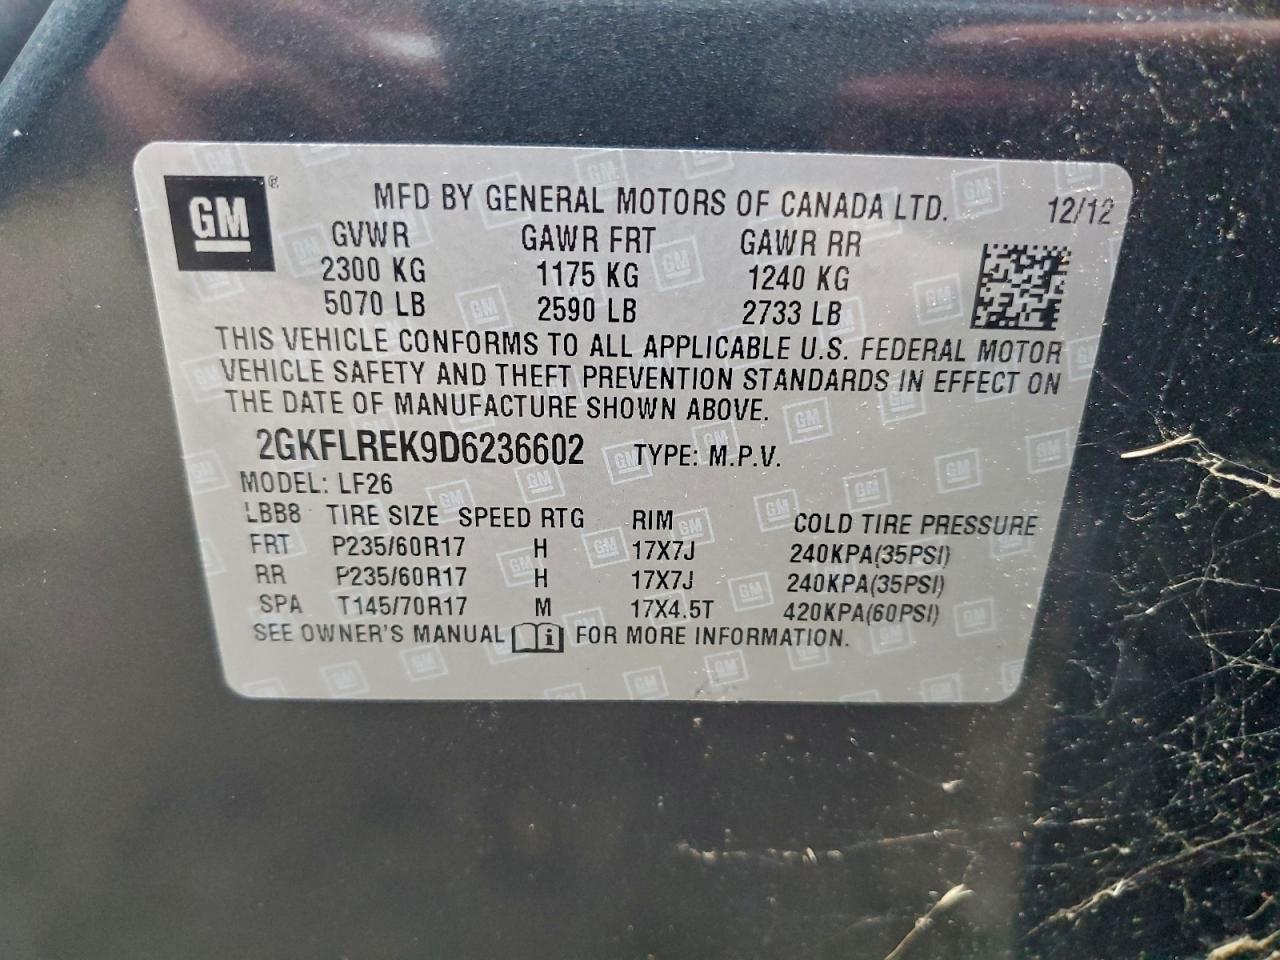 GM ®
MFD BY GENERAL MOTORS OF CANADA LTD. 12/12
GVWR GAWR FRT GAWR RR
2300 KG 1175 KG 1240 KG
5070 LB 2590 LB 2733 LB
THIS VEHICLE CONFORMS TO ALL APPLICABLE U.S. FEDERAL MOTOR
VEHICLE SAFETY AND THEFT PREVENTION STANDARDS IN EFFECT ON
THE DATE OF MANUFACTURE SHOWN ABOVE.
2GKFLREK9D6236602 TYPE: M.P.V.
MODEL: LF26
LBB8 TIRE SIZE SPEED RTG RIM COLD TIRE PRESSURE
FRT P235/60R17 H 17X7J 240KPA(35PSI)
RR P235/60R17 H 17X7J 240KPA(35PSI)
SPA T145/70R17 M 17X4.5T 420KPA(60PSI)
SEE OWNER'S MANUAL i FOR MORE INFORMATION.